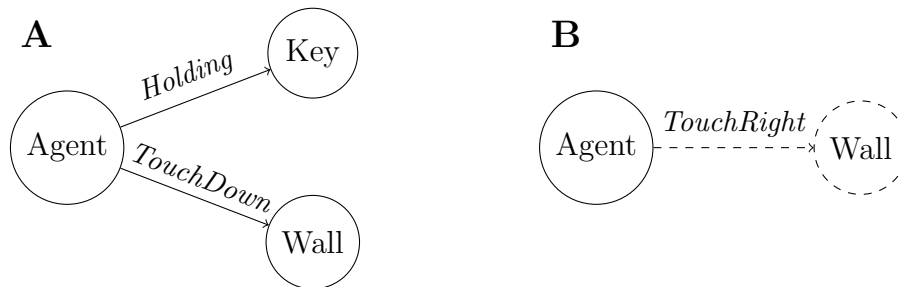 A
Agent
Holding
Key
TouchDown
Wall
B
Agent
TouchRight
Wall